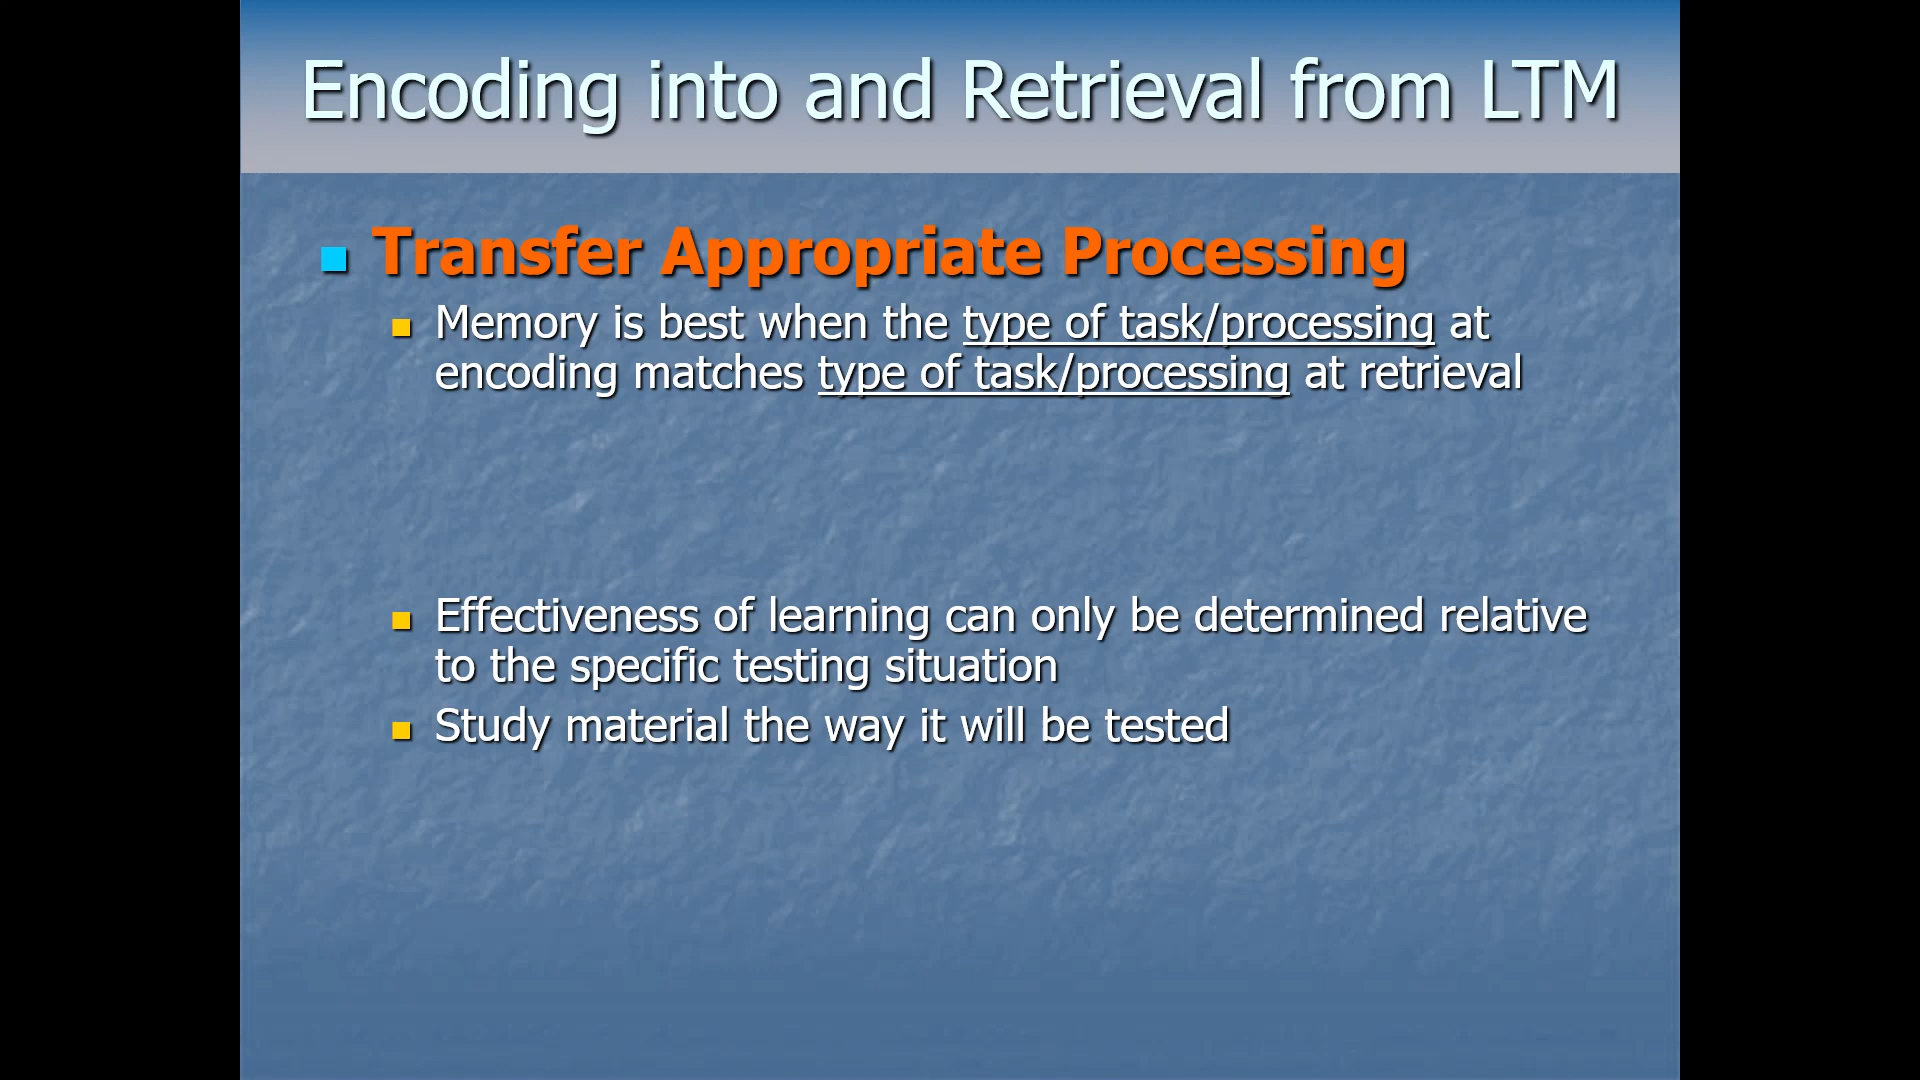 Encoding into and Retrieval from LTM
Transfer Appropriate Processing
Memory is best when the type of task/processing at
encoding matches type of task/processing at retrieval
Effectiveness of learning can only be determined relative
to the specific testing situation
Study material the way it will be tested